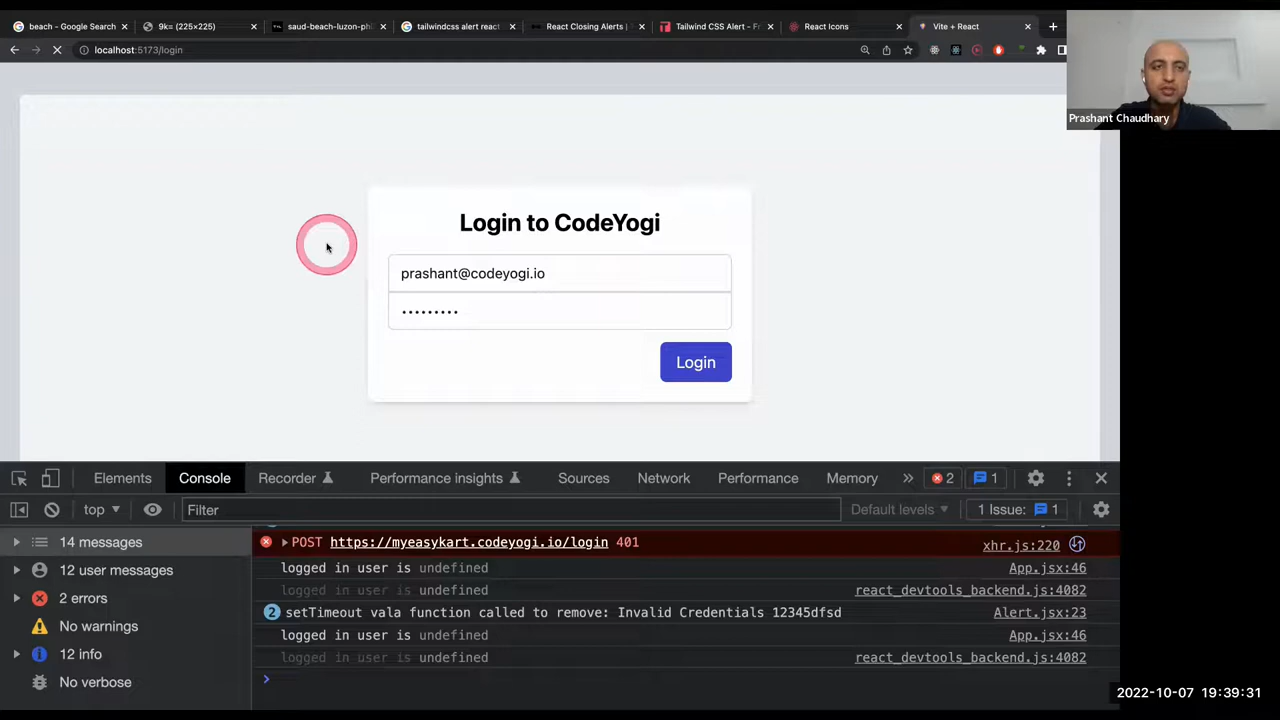 beach - Google Search
9k= (225×225)
saud-beach-luzon-phi
tailwindcss alert react
React Closing Alerts | T
Tailwind CSS Alert - Fr
React Icons
Vite + React
localhost:5173/login
Prashant Chaudhary
Login to CodeYogi
prashant@codeyogi.io
•••••••••
Login
Elements
Console
Recorder
Performance insights
Sources
Network
Performance
Memory
»
2
1
top
Filter
Default levels
1 Issue: 1
14 messages
12 user messages
2 errors
No warnings
12 info
No verbose
POST https://myeasykart.codeyogi.io/login 401 xhr.js:220
logged in user is undefined App.jsx:46
logged in user is undefined react_devtools_backend.js:4082
2 setTimeout vala function called to remove: Invalid Credentials 12345dfsd Alert.jsx:23
logged in user is undefined App.jsx:46
logged in user is undefined react_devtools_backend.js:4082
2022-10-07 19:39:31